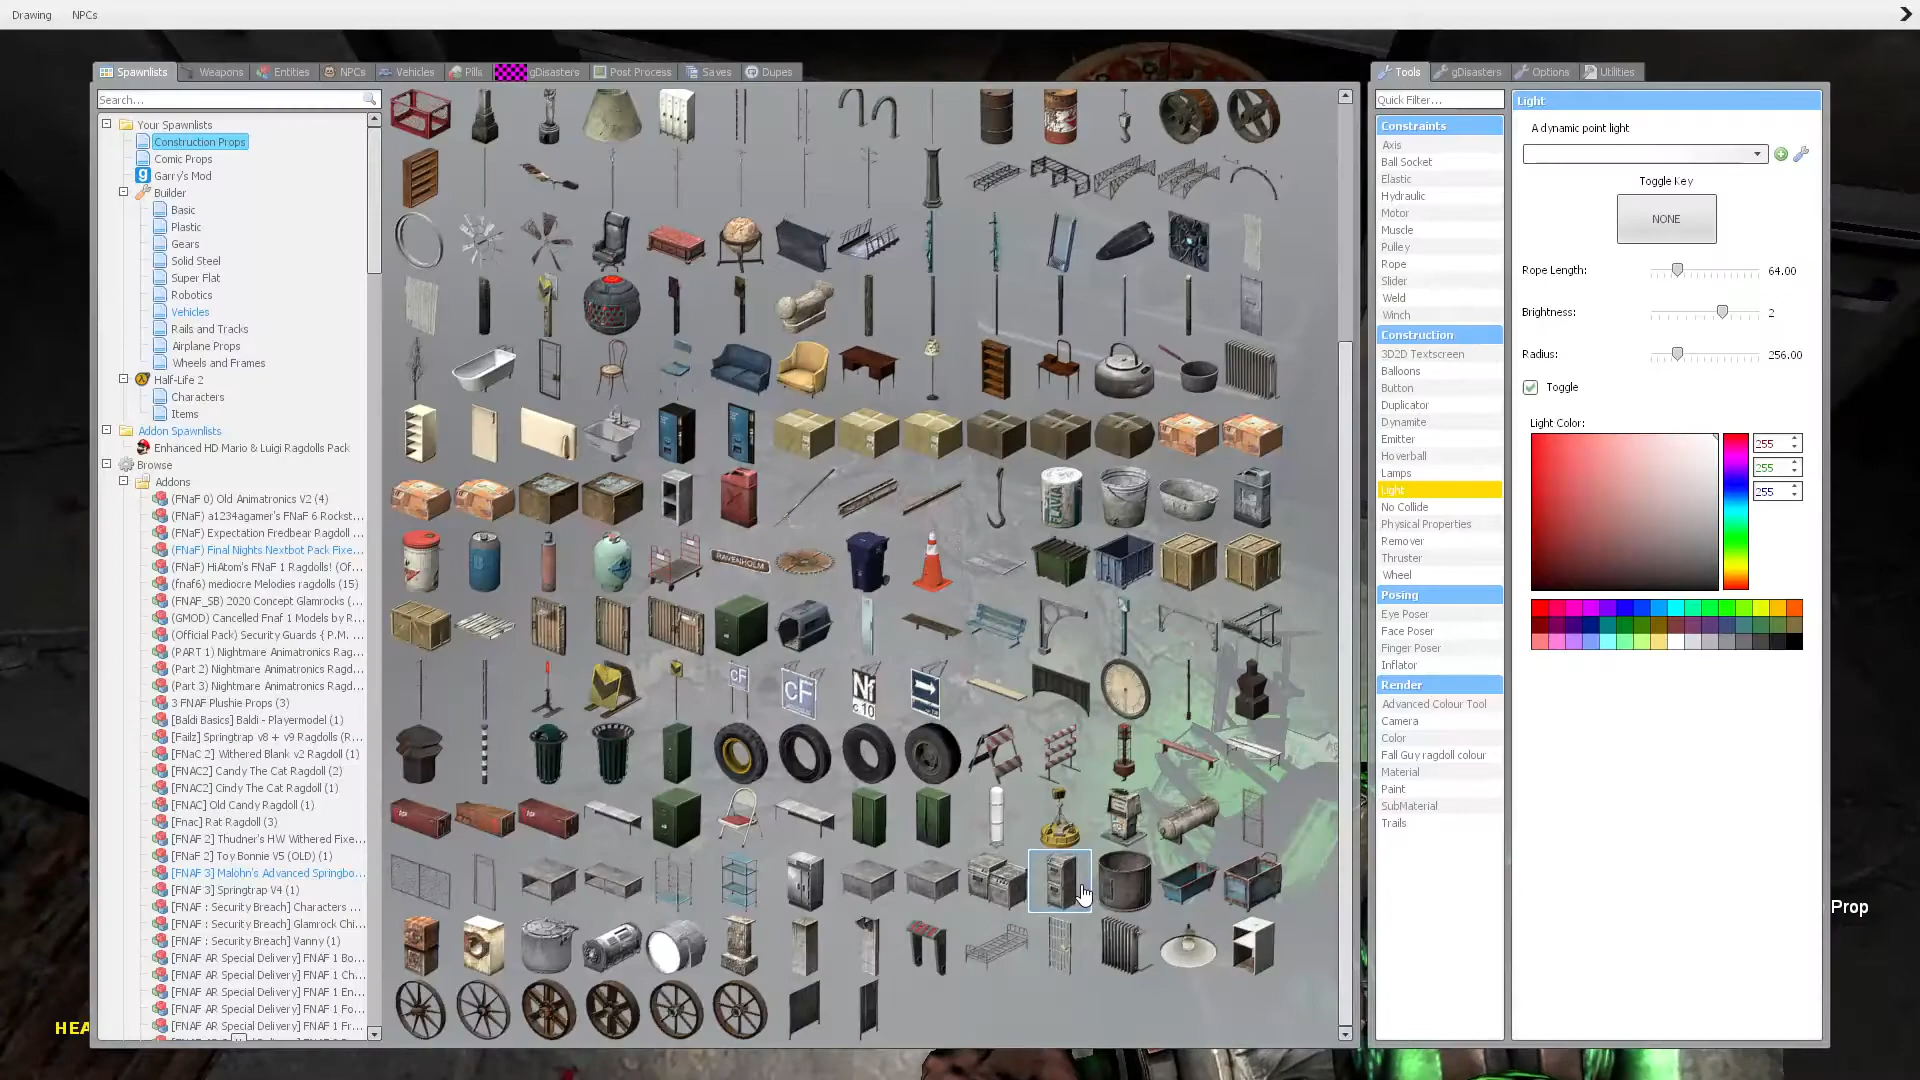 Drawing NPCs
Spawnlists Weapons Entities NPCs Vehicles Pills gDisasters Post Process Saves Dupes
Tools gDisasters Options Utilities
Search...
Your Spawnlists
Construction Props
Comic Props
Garry's Mod
Builder
Basic
Plastic
Gears
Solid Steel
Super Flat
Robotics
Vehicles
Rails and Tracks
Airplane Props
Wheels and Frames
Half-Life 2
Characters
Items
Addon Spawnlists
Enhanced HD Mario & Luigi Ragdolls Pack
Browse
Addons
(FNaF 0) Old Animatronics V2 (4)
(FNaF) a1234agamer's FNaF 6 Rockst...
(FNaF) Expectation Fredbear Ragdoll ...
(FNaF) Final Nights Nextbot Pack Fixe...
(FNaF) HiAtom's FNaF 1 Ragdolls! (Of...
(fnaf6) mediocre Melodies ragdolls (15)
(FNAF_SB) 2020 Concept Glamrocks (...
(GMOD) Cancelled Fnaf 1 Models by R...
(Official Pack) Security Guards { P.M. ...
(PART 1) Nightmare Animatronics Rag...
(Part 2) Nightmare Animatronics Ragd...
(Part 3) Nightmare Animatronics Ragd...
3 FNAF Plushie Props (3)
[Baldi Basics] Baldi - Playermodel (1)
[Failz] Springtrap v8 + v9 Ragdolls (R...
[FNaC 2] Withered Blank v2 Ragdoll (1)
[FNAC2] Candy The Cat Ragdoll (2)
[FNAC2] Cindy The Cat Ragdoll (1)
[FNAC] Old Candy Ragdoll (1)
[Fnac] Rat Ragdoll (3)
[FNAF 2] Thudner's HW Withered Fixe...
[FNaF 2] Toy Bonnie V5 (OLD) (1)
[FNAF 3] Malohn's Advanced Springbo...
[FNAF 3] Springtrap V4 (1)
[FNAF : Security Breach] Characters ...
[FNAF : Security Breach] Glamrock Chi...
[FNAF : Security Breach] Vanny (1)
[FNAF AR Special Delivery] FNAF 1 Bo...
[FNAF AR Special Delivery] FNAF 1 Ch...
[FNAF AR Special Delivery] FNAF 1 En...
[FNAF AR Special Delivery] FNAF 1 Fo...
[FNAF AR Special Delivery] FNAF 1 Fr...
HEA
RAVENHOLM
cF
cF
Nf
c.10
Quick Filter...
Constraints
Axis
Ball Socket
Elastic
Hydraulic
Motor
Muscle
Pulley
Rope
Slider
Weld
Winch
Construction
3D2D Textscreen
Balloons
Button
Duplicator
Dynamite
Emitter
Hoverball
Lamps
Light
No Collide
Physical Properties
Remover
Thruster
Wheel
Posing
Eye Poser
Face Poser
Finger Poser
Inflator
Render
Advanced Colour Tool
Camera
Color
Fall Guy ragdoll colour
Material
Paint
SubMaterial
Trails
Light
A dynamic point light
Toggle Key
NONE
Rope Length: 64.00
Brightness: 2
Radius: 256.00
Toggle
Light Color:
255
255
255
Prop